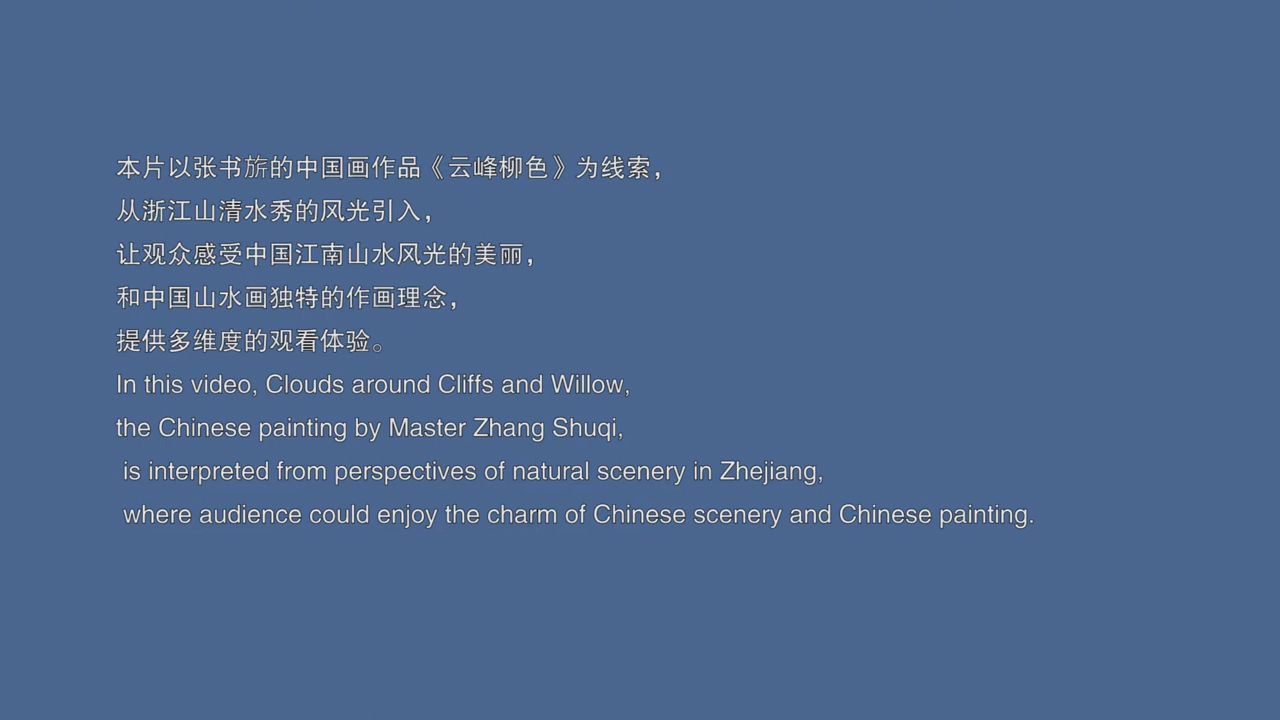 本片以张书旂的中国画作品《云峰柳色》为线索，
从浙江山清水秀的风光引入，
让观众感受中国江南山水风光的美丽，
和中国山水画独特的作画理念，
提供多维度的观看体验。
In this video, Clouds around Cliffs and Willow,
the Chinese painting by Master Zhang Shuqi,
is interpreted from perspectives of natural scenery in Zhejiang,
where audience could enjoy the charm of Chinese scenery and Chinese painting.